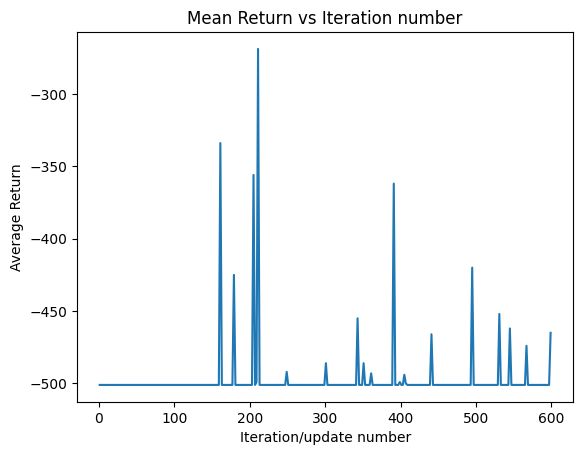 Mean Return vs Iteration number
Average Return
−300
−350
−400
−450
−500
0 100 200 300 400 500 600
Iteration/update number